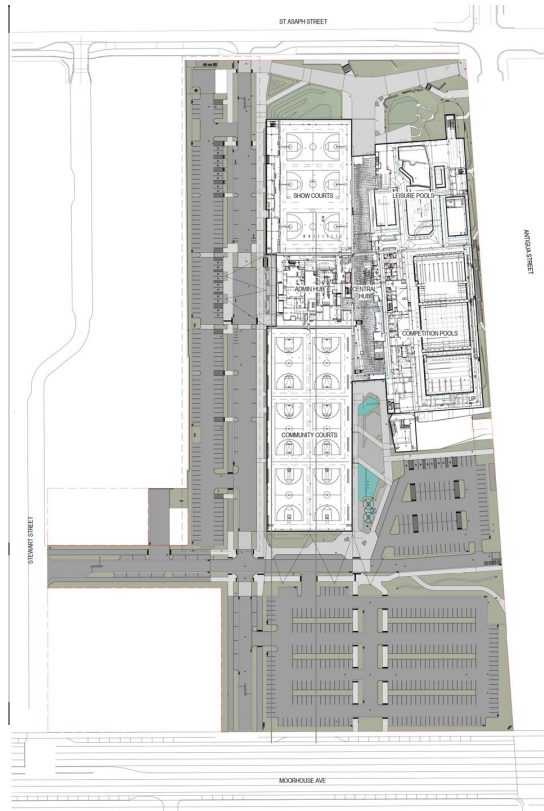 ST ASAPH STREET
SHOW COURTS
LEISURE POOLS
ANTIGUA STREET
ADMIN HUB
CENTRAL
HUB
COMPETITION POOLS
UP
COMMUNITY COURTS
STEWART STREET
MOORHOUSE AVE